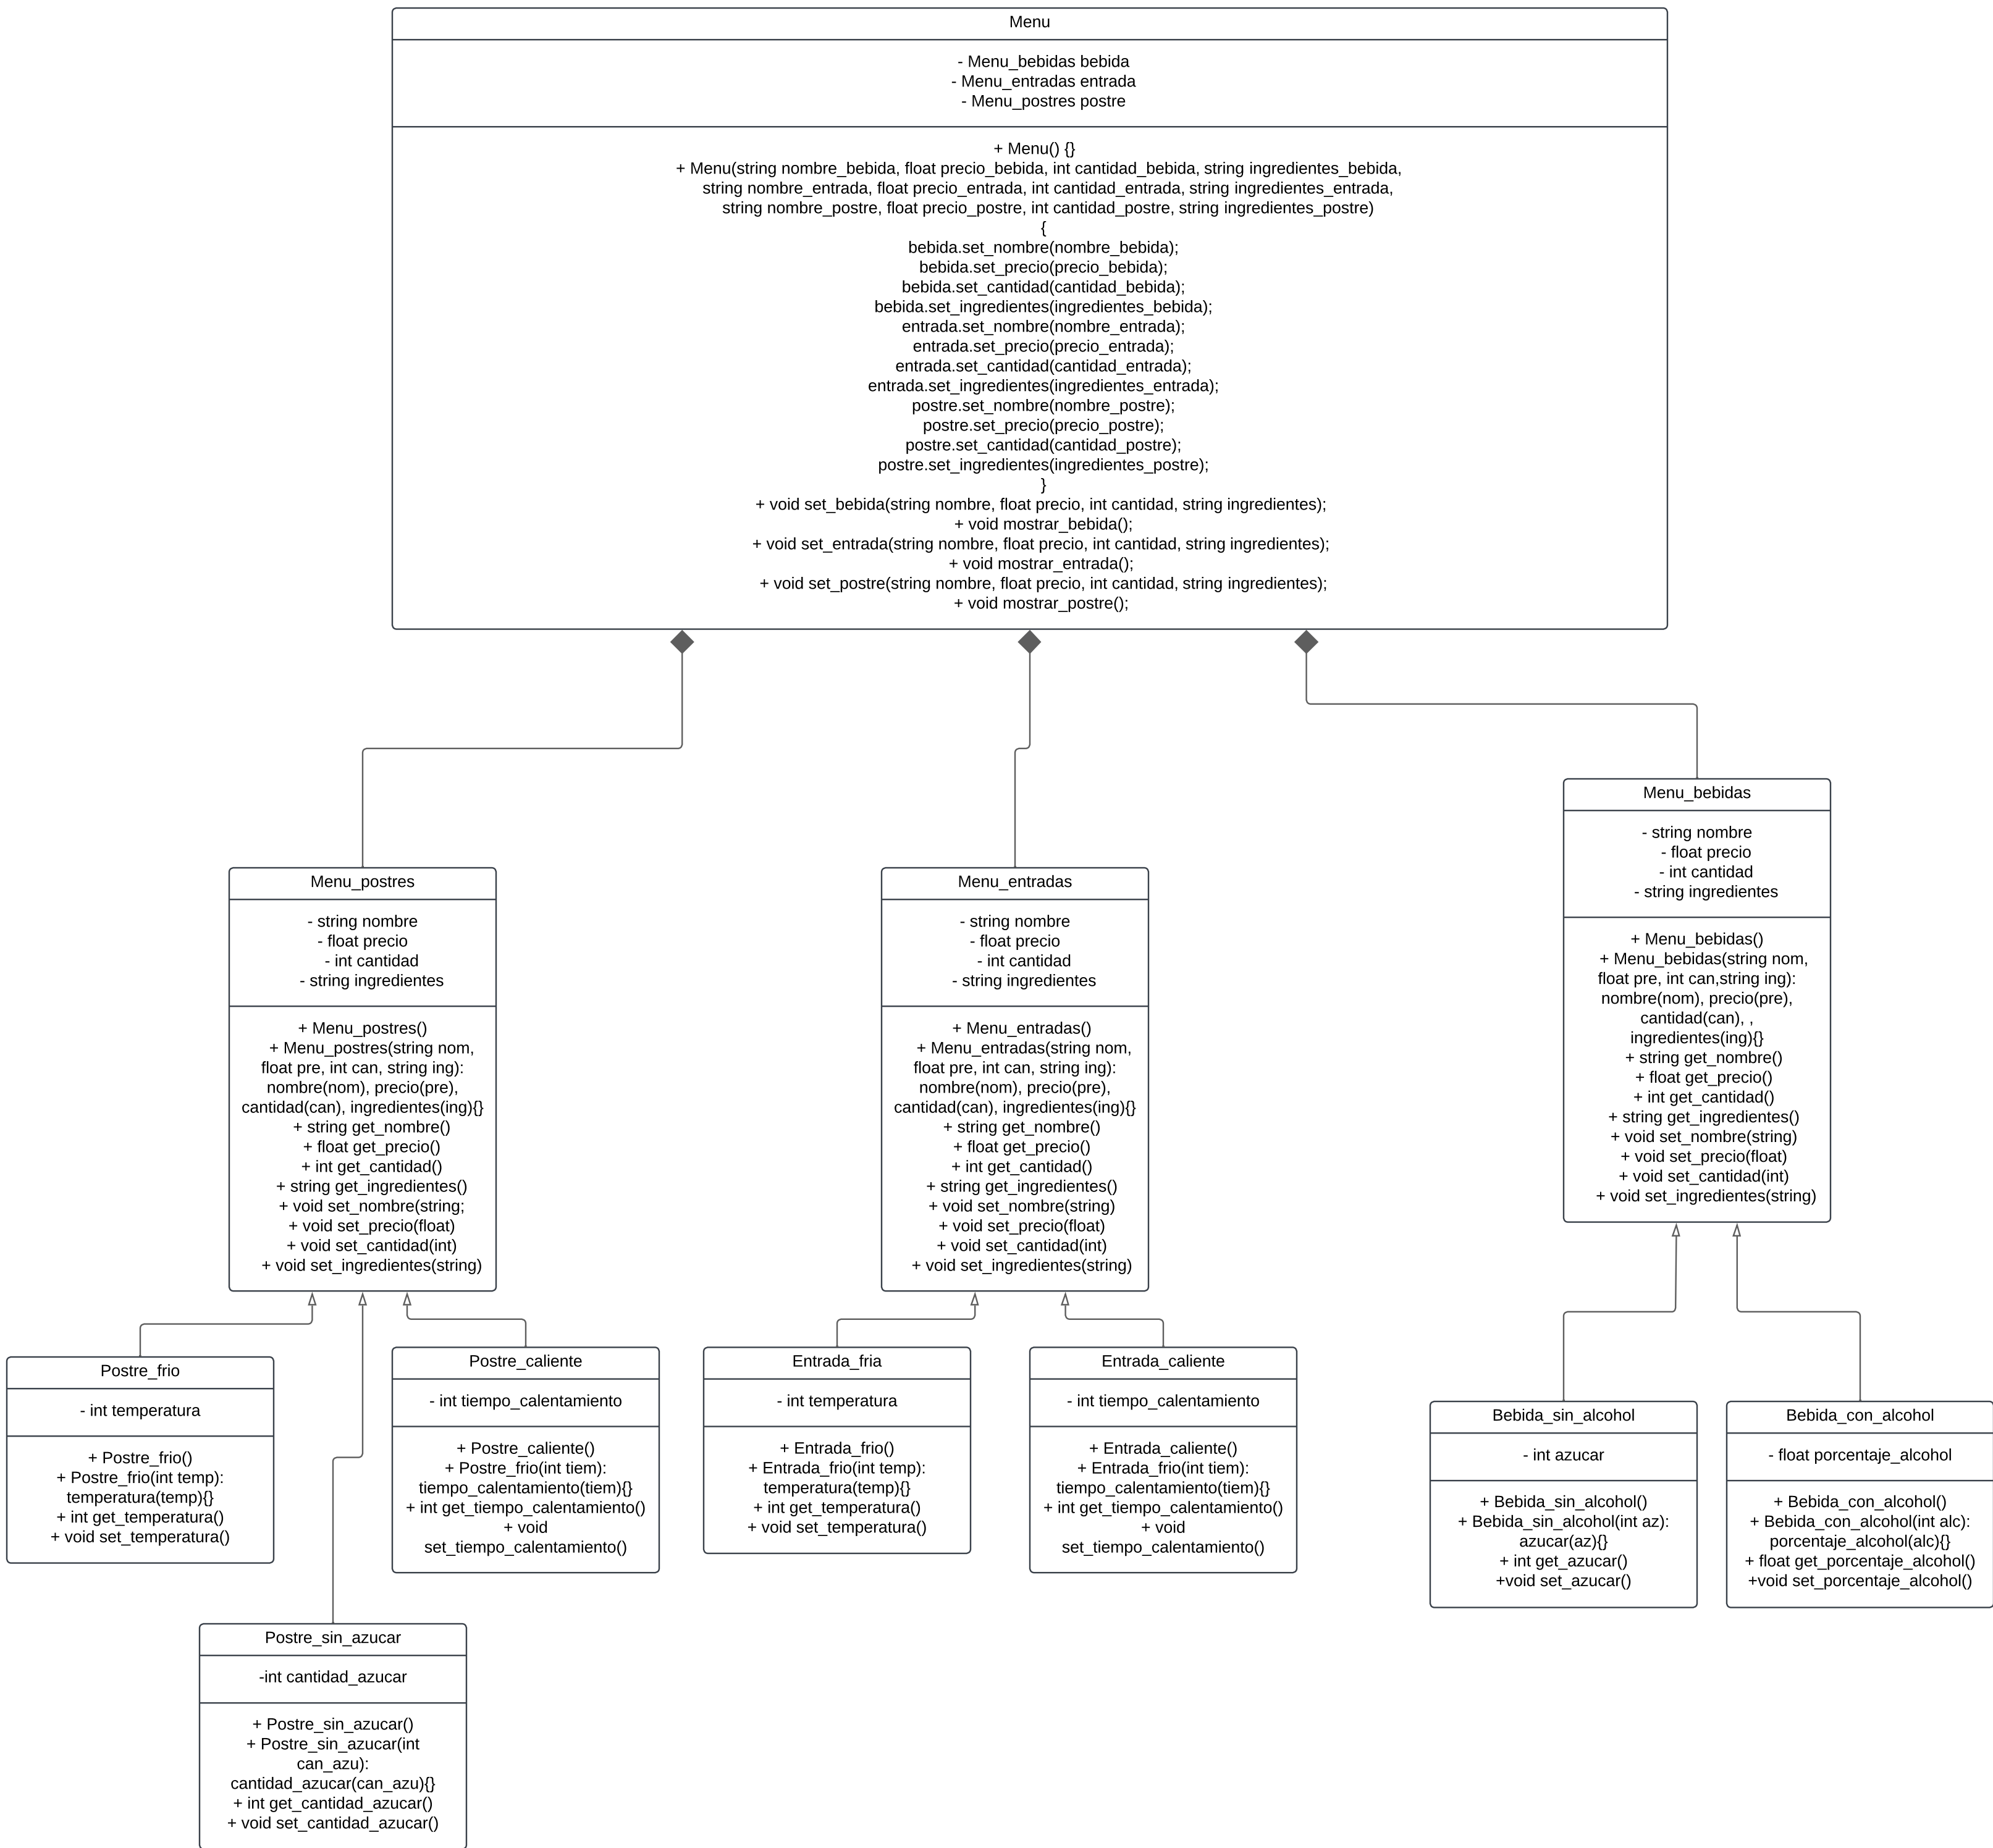 Menu
- Menu_bebidas bebida
- Menu_entradas entrada
- Menu_postres postre
+ Menu() {}
+ Menu(string nombre_bebida, float precio_bebida, int cantidad_bebida, string ingredientes_bebida,
string nombre_entrada, float precio_entrada, int cantidad_entrada, string ingredientes_entrada,
string nombre_postre, float precio_postre, int cantidad_postre, string ingredientes_postre)
{
bebida.set_nombre(nombre_bebida);
bebida.set_precio(precio_bebida);
bebida.set_cantidad(cantidad_bebida);
bebida.set_ingredientes(ingredientes_bebida);
entrada.set_nombre(nombre_entrada);
entrada.set_precio(precio_entrada);
entrada.set_cantidad(cantidad_entrada);
entrada.set_ingredientes(ingredientes_entrada);
postre.set_nombre(nombre_postre);
postre.set_precio(precio_postre);
postre.set_cantidad(cantidad_postre);
postre.set_ingredientes(ingredientes_postre);
}
+ void set_bebida(string nombre, float precio, int cantidad, string ingredientes);
+ void mostrar_bebida();
+ void set_entrada(string nombre, float precio, int cantidad, string ingredientes);
+ void mostrar_entrada();
+ void set_postre(string nombre, float precio, int cantidad, string ingredientes);
+ void mostrar_postre();
Menu_postres
- string nombre
- float precio
- int cantidad
- string ingredientes
+ Menu_postres()
+ Menu_postres(string nom,
float pre, int can, string ing):
nombre(nom), precio(pre),
cantidad(can), ingredientes(ing){}
+ string get_nombre()
+ float get_precio()
+ int get_cantidad()
+ string get_ingredientes()
+ void set_nombre(string;
+ void set_precio(float)
+ void set_cantidad(int)
+ void set_ingredientes(string)
Menu_entradas
- string nombre
- float precio
- int cantidad
- string ingredientes
+ Menu_entradas()
+ Menu_entradas(string nom,
float pre, int can, string ing):
nombre(nom), precio(pre),
cantidad(can), ingredientes(ing){}
+ string get_nombre()
+ float get_precio()
+ int get_cantidad()
+ string get_ingredientes()
+ void set_nombre(string)
+ void set_precio(float)
+ void set_cantidad(int)
+ void set_ingredientes(string)
Menu_bebidas
- string nombre
- float precio
- int cantidad
- string ingredientes
+ Menu_bebidas()
+ Menu_bebidas(string nom,
float pre, int can,string ing):
nombre(nom), precio(pre),
cantidad(can), ,
ingredientes(ing){}
+ string get_nombre()
+ float get_precio()
+ int get_cantidad()
+ string get_ingredientes()
+ void set_nombre(string)
+ void set_precio(float)
+ void set_cantidad(int)
+ void set_ingredientes(string)
Postre_frio
- int temperatura
+ Postre_frio()
+ Postre_frio(int temp):
temperatura(temp){}
+ int get_temperatura()
+ void set_temperatura()
Postre_caliente
- int tiempo_calentamiento
+ Postre_caliente()
+ Postre_frio(int tiem):
tiempo_calentamiento(tiem){}
+ int get_tiempo_calentamiento()
+ void
set_tiempo_calentamiento()
Entrada_fria
- int temperatura
+ Entrada_frio()
+ Entrada_frio(int temp):
temperatura(temp){}
+ int get_temperatura()
+ void set_temperatura()
Entrada_caliente
- int tiempo_calentamiento
+ Entrada_caliente()
+ Entrada_frio(int tiem):
tiempo_calentamiento(tiem){}
+ int get_tiempo_calentamiento()
+ void
set_tiempo_calentamiento()
Bebida_sin_alcohol
- int azucar
+ Bebida_sin_alcohol()
+ Bebida_sin_alcohol(int az):
azucar(az){}
+ int get_azucar()
+void set_azucar()
Bebida_con_alcohol
- float porcentaje_alcohol
+ Bebida_con_alcohol()
+ Bebida_con_alcohol(int alc):
porcentaje_alcohol(alc){}
+ float get_porcentaje_alcohol()
+void set_porcentaje_alcohol()
Postre_sin_azucar
-int cantidad_azucar
+ Postre_sin_azucar()
+ Postre_sin_azucar(int
can_azu):
cantidad_azucar(can_azu){}
+ int get_cantidad_azucar()
+ void set_cantidad_azucar()